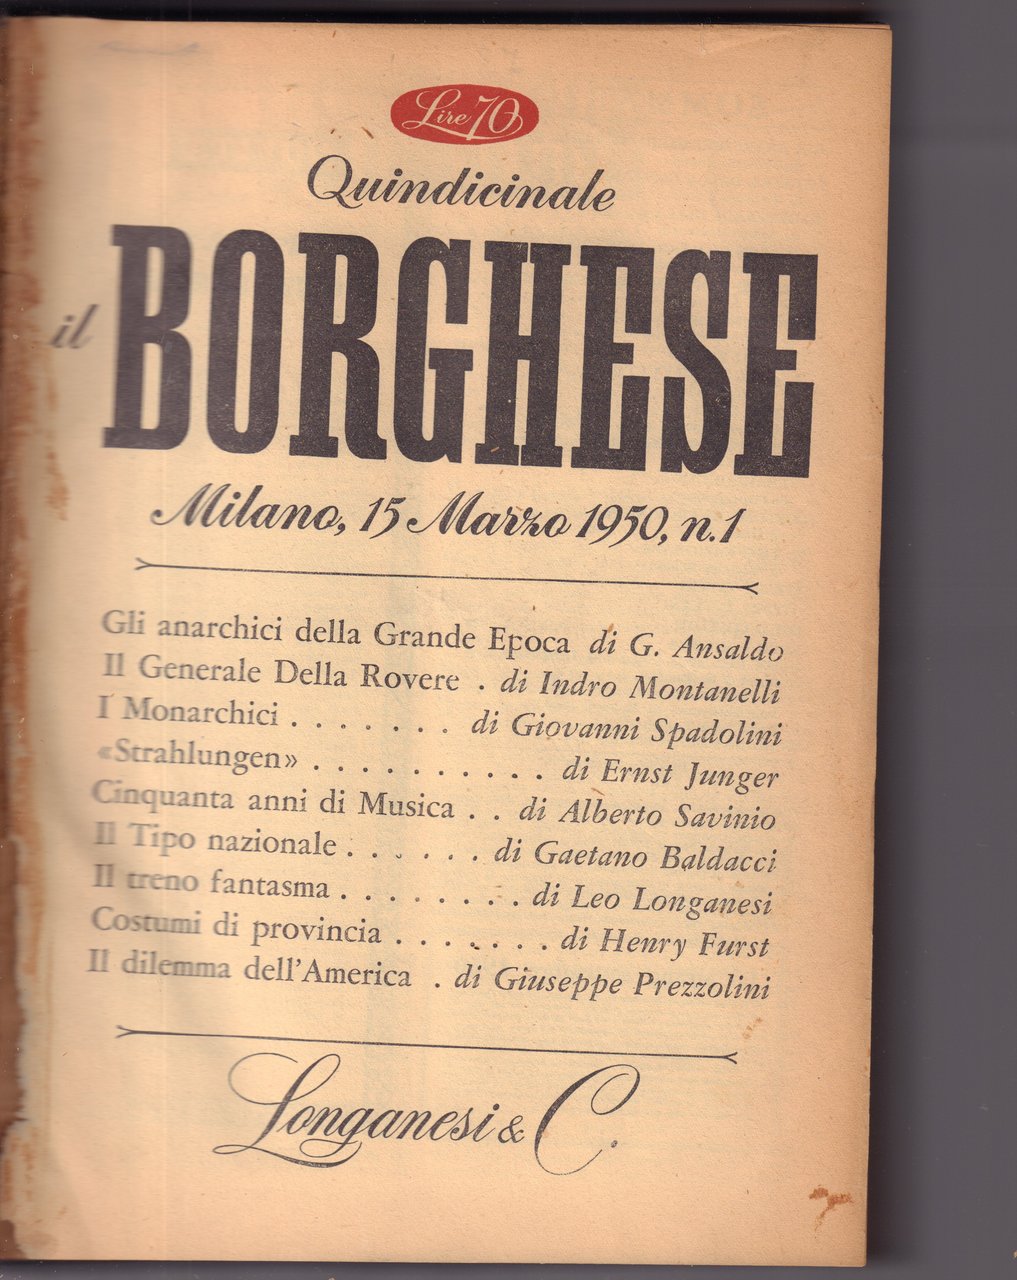 Lire 70
Quindicinale
il BORGHESE
Milano, 15 Marzo 1950, n.1
Gli anarchici della Grande Epoca di G. Ansaldo
Il Generale Della Rovere . di Indro Montanelli
I Monarchici . . . . . . . di Giovanni Spadolini
«Strahlungen» . . . . . . . . . . di Ernst Junger
Cinquanta anni di Musica . . di Alberto Savinio
Il Tipo nazionale . . . . . . di Gaetano Baldacci
Il treno fantasma . . . . . . . . di Leo Longanesi
Costumi di provincia . . . . . . . di Henry Furst
Il dilemma dell'America . di Giuseppe Prezzolini
Longanesi & C.